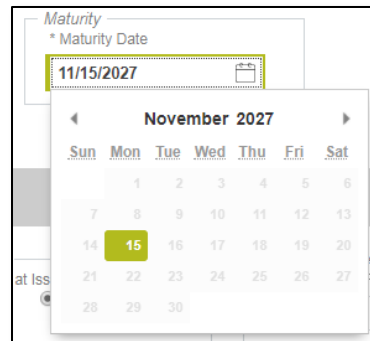 Maturity
* Maturity Date
11/15/2027
November 2027
Sun Mon Tue Wed Thu Fri Sat
1 2 3 4 5 6
7 8 9 10 11 12 13
14 15 16 17 18 19 20
21 22 23 24 25 26 27
at Iss
28 29 30